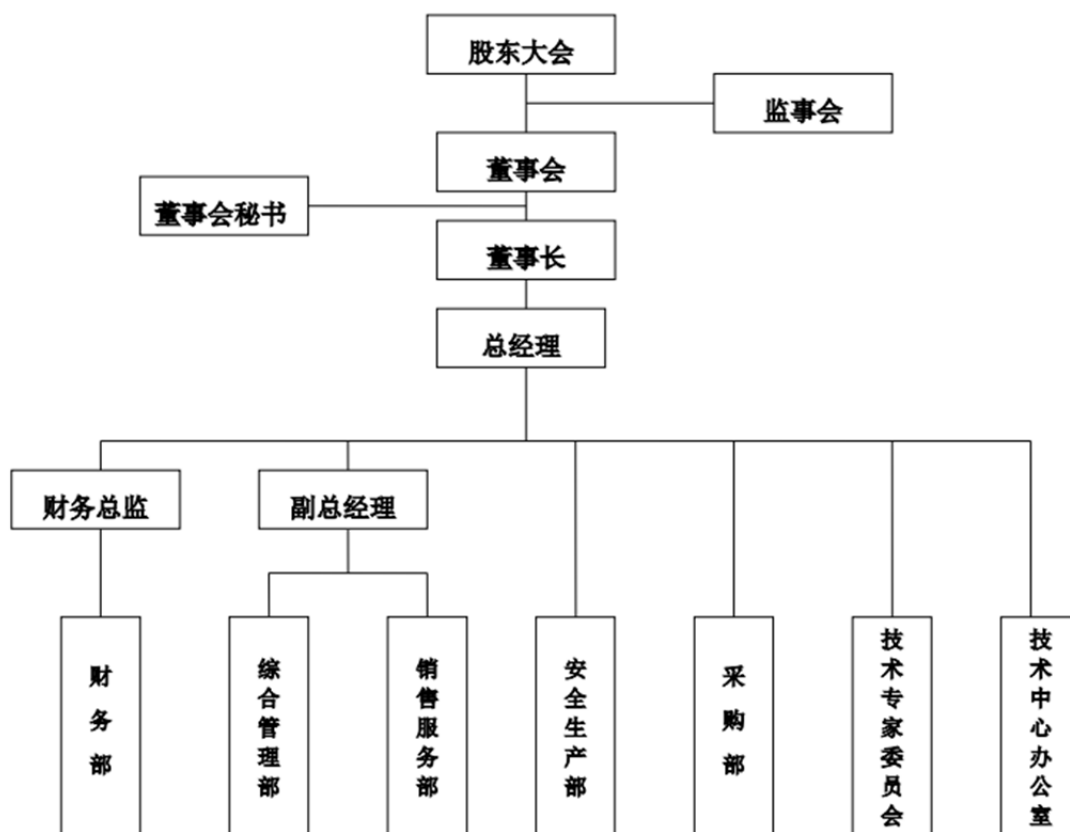 股东大会
监事会
董事会
董事会秘书
董事长
总经理
财务总监
副总经理
财务部
综合管理部
销售服务部
安全生产部
采购部
技术专家委员会
技术中心办公室